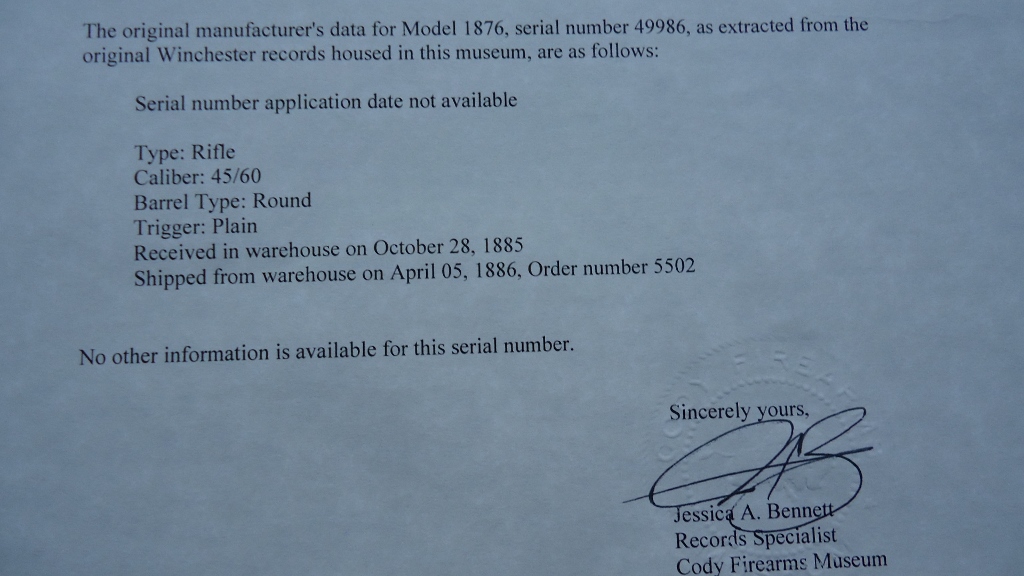 The original manufacturer's data for Model 1876, serial number 49986, as extracted from the
original Winchester records housed in this museum, are as follows:
Serial number application date not available
Type: Rifle
Caliber: 45/60
Barrel Type: Round
Trigger: Plain
Received in warehouse on October 28, 1885
Shipped from warehouse on April 05, 1886, Order number 5502
No other information is available for this serial number.
Sincerely yours,
Jessica A. Bennett
Records Specialist
Cody Firearms Museum